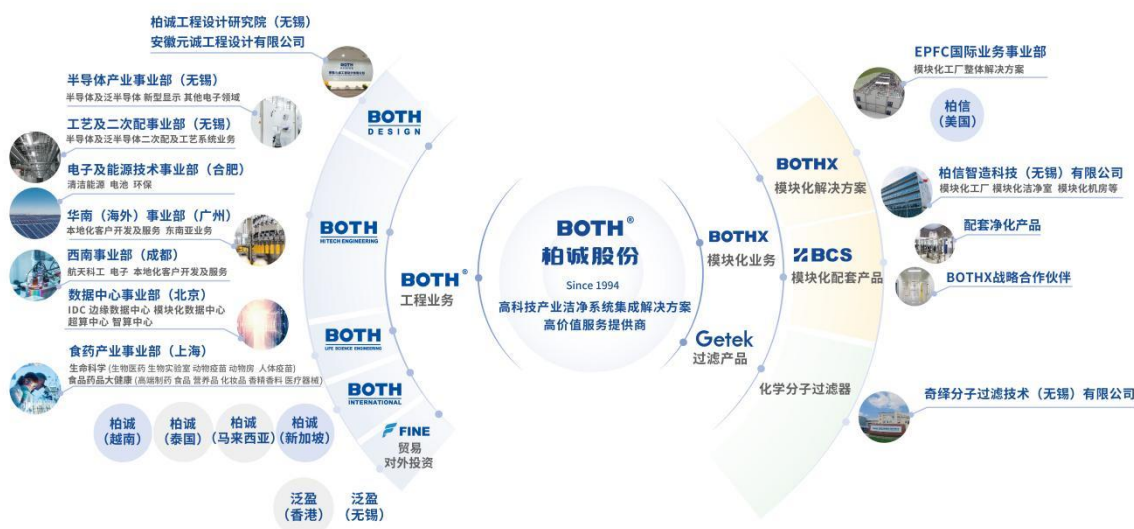 柏诚工程设计研究院（无锡）
安徽元诚工程设计有限公司
半导体产业事业部（无锡）
半导体及泛半导体 新型显示 其他电子领域
工艺及二次配事业部（无锡）
半导体及泛半导体二次配及工艺系统业务
电子及能源技术事业部（合肥）
清洁能源 电池 环保
华南（海外）事业部（广州）
本地化客户开发及服务 东南亚业务
西南事业部（成都）
航天科工 电子 本地化客户开发及服务
数据中心事业部（北京）
IDC 边缘数据中心 模块化数据中心
超算中心 智算中心
食药产业事业部（上海）
生命科学 (生物医药 生物实验室 动物疫苗 动物房 人体疫苗)
食品药品大健康 (高端制药 食品 营养品 化妆品 香精香料 医疗器械)
柏诚
（越南）
柏诚
（泰国）
柏诚
（马来西亚）
柏诚
（新加坡）
泛盈
（香港）
泛盈
（无锡）
BOTH
DESIGN
BOTH
HITECH ENGINEERING
BOTH
LIFE SCIENCE ENGINEERING
BOTH
INTERNATIONAL
FINE
贸易
对外投资
BOTH®
工程业务
BOTH®
柏诚股份
Since 1994
高科技产业洁净系统集成解决方案
高价值服务提供商
BOTHX
模块化业务
Getek
过滤产品
BOTHX
模块化解决方案
BCS
模块化配套产品
化学分子过滤器
EPFC国际业务事业部
模块化工厂整体解决方案
柏信
（美国）
柏信智造科技（无锡）有限公司
模块化工厂 模块化洁净室 模块化机房等
配套净化产品
BOTHX战略合作伙伴
奇绎分子过滤技术（无锡）有限公司